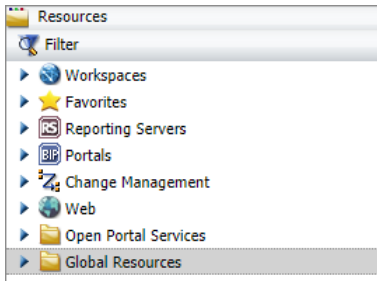 Resources
Filter
Workspaces
Favorites
RS Reporting Servers
BIP Portals
Change Management
Web
Open Portal Services
Global Resources